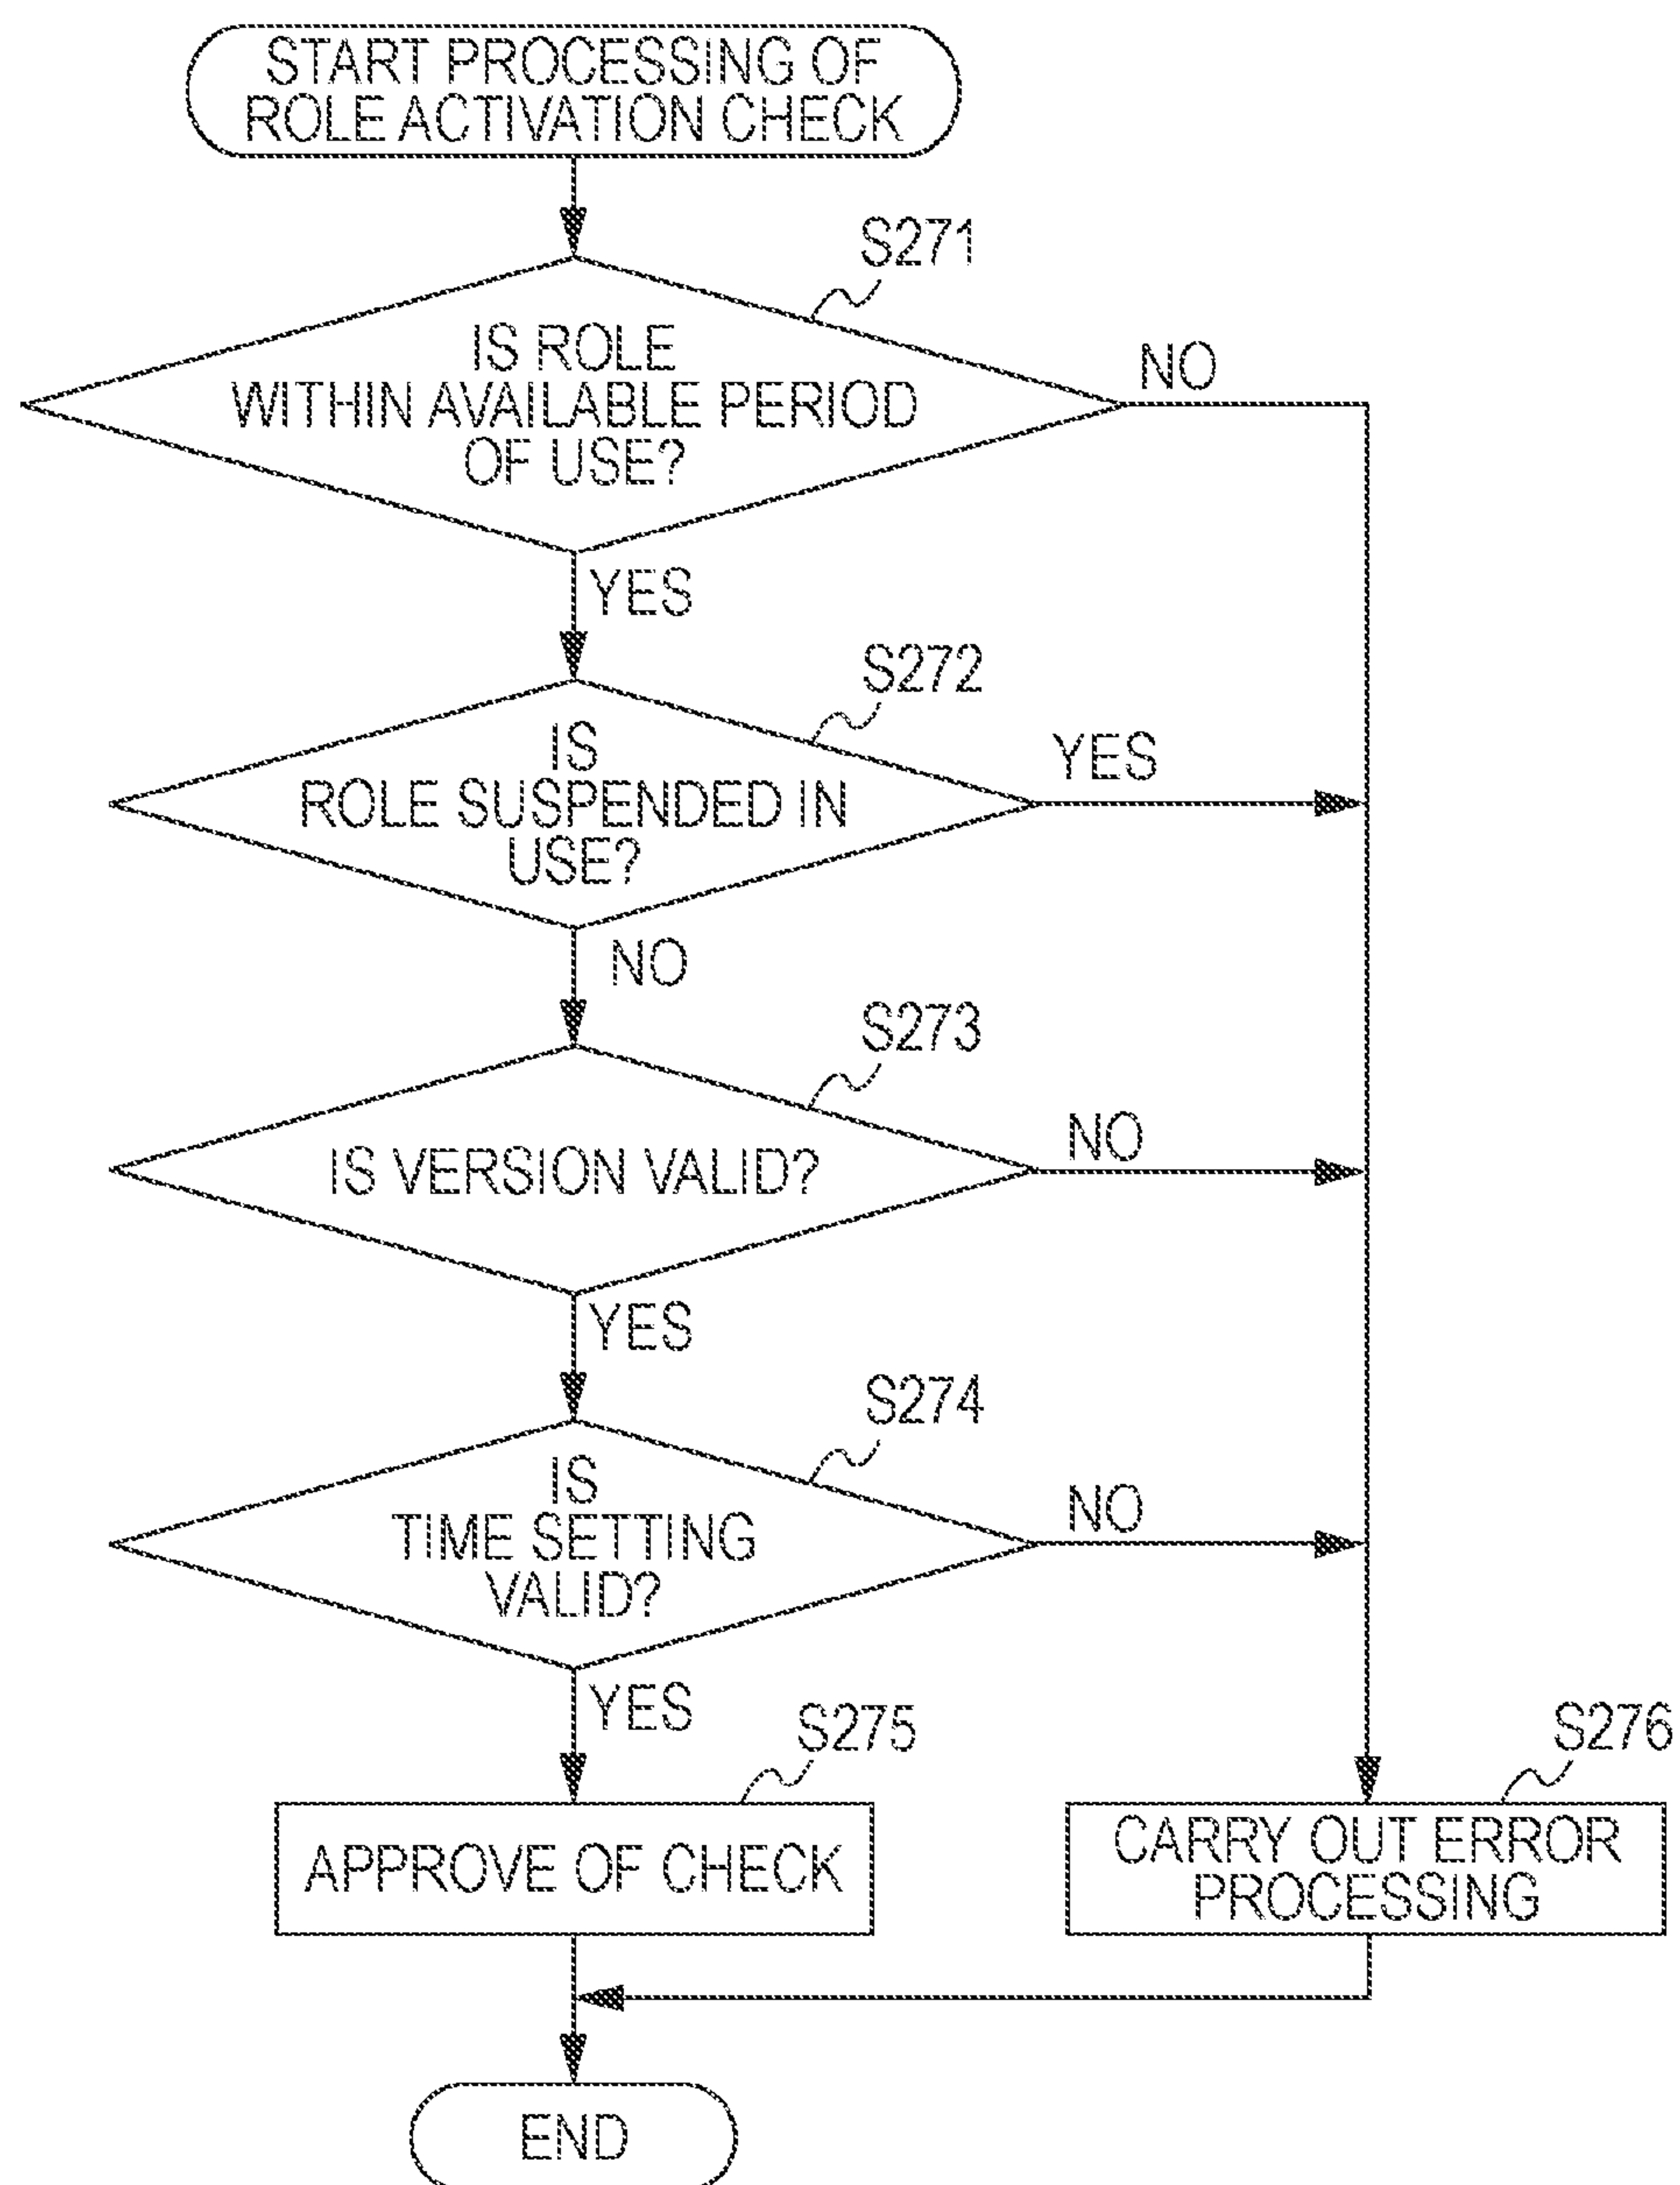 START PROCESSING OF
ROLE ACTIVATION CHECK
S271
IS ROLE
WITHIN AVAILABLE PERIOD
OF USE?
NO
YES
S272
IS
ROLE SUSPENDED IN
USE?
YES
NO
S273
IS VERSION VALID?
NO
YES
S274
IS
TIME SETTING
VALID?
NO
YES
S275
APPROVE OF CHECK
S276
CARRY OUT ERROR
PROCESSING
END